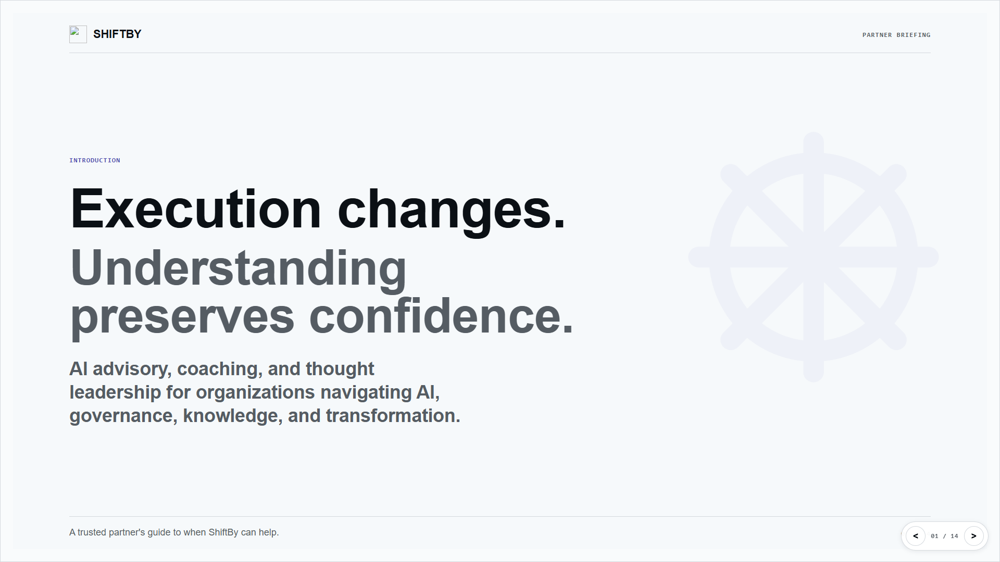 SHIFTBY
PARTNER BRIEFING
INTRODUCTION
Execution changes.
Understanding
preserves confidence.
AI advisory, coaching, and thought
leadership for organizations navigating AI,
governance, knowledge, and transformation.
A trusted partner's guide to when ShiftBy can help.
< 01 / 14 >